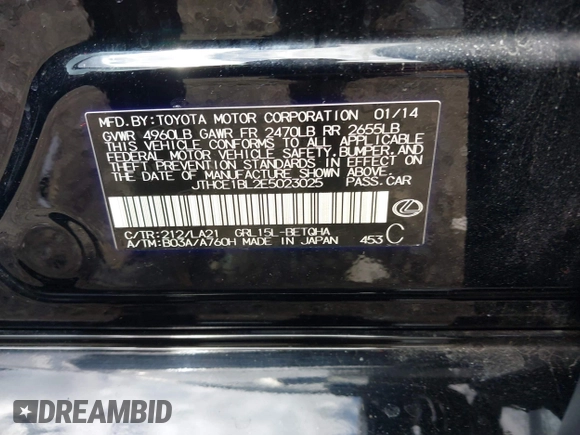 MFD.BY:TOYOTA MOTOR CORPORATION 01/14
GVWR 4960LB GAWR FR 2470LB RR 2655LB
THIS VEHICLE CONFORMS TO ALL APPLICABLE
FEDERAL MOTOR VEHICLE SAFETY,BUMPER,AND
THEFT PREVENTION STANDARDS IN EFFECT ON
THE DATE OF MANUFACTURE SHOWN ABOVE.
JTHCE1BL2E5023025 PASS.CAR
C/TR:212/LA21 GRL15L-BETQHA
A/TM:B03A/A760H MADE IN JAPAN 453 C
DREAMBID